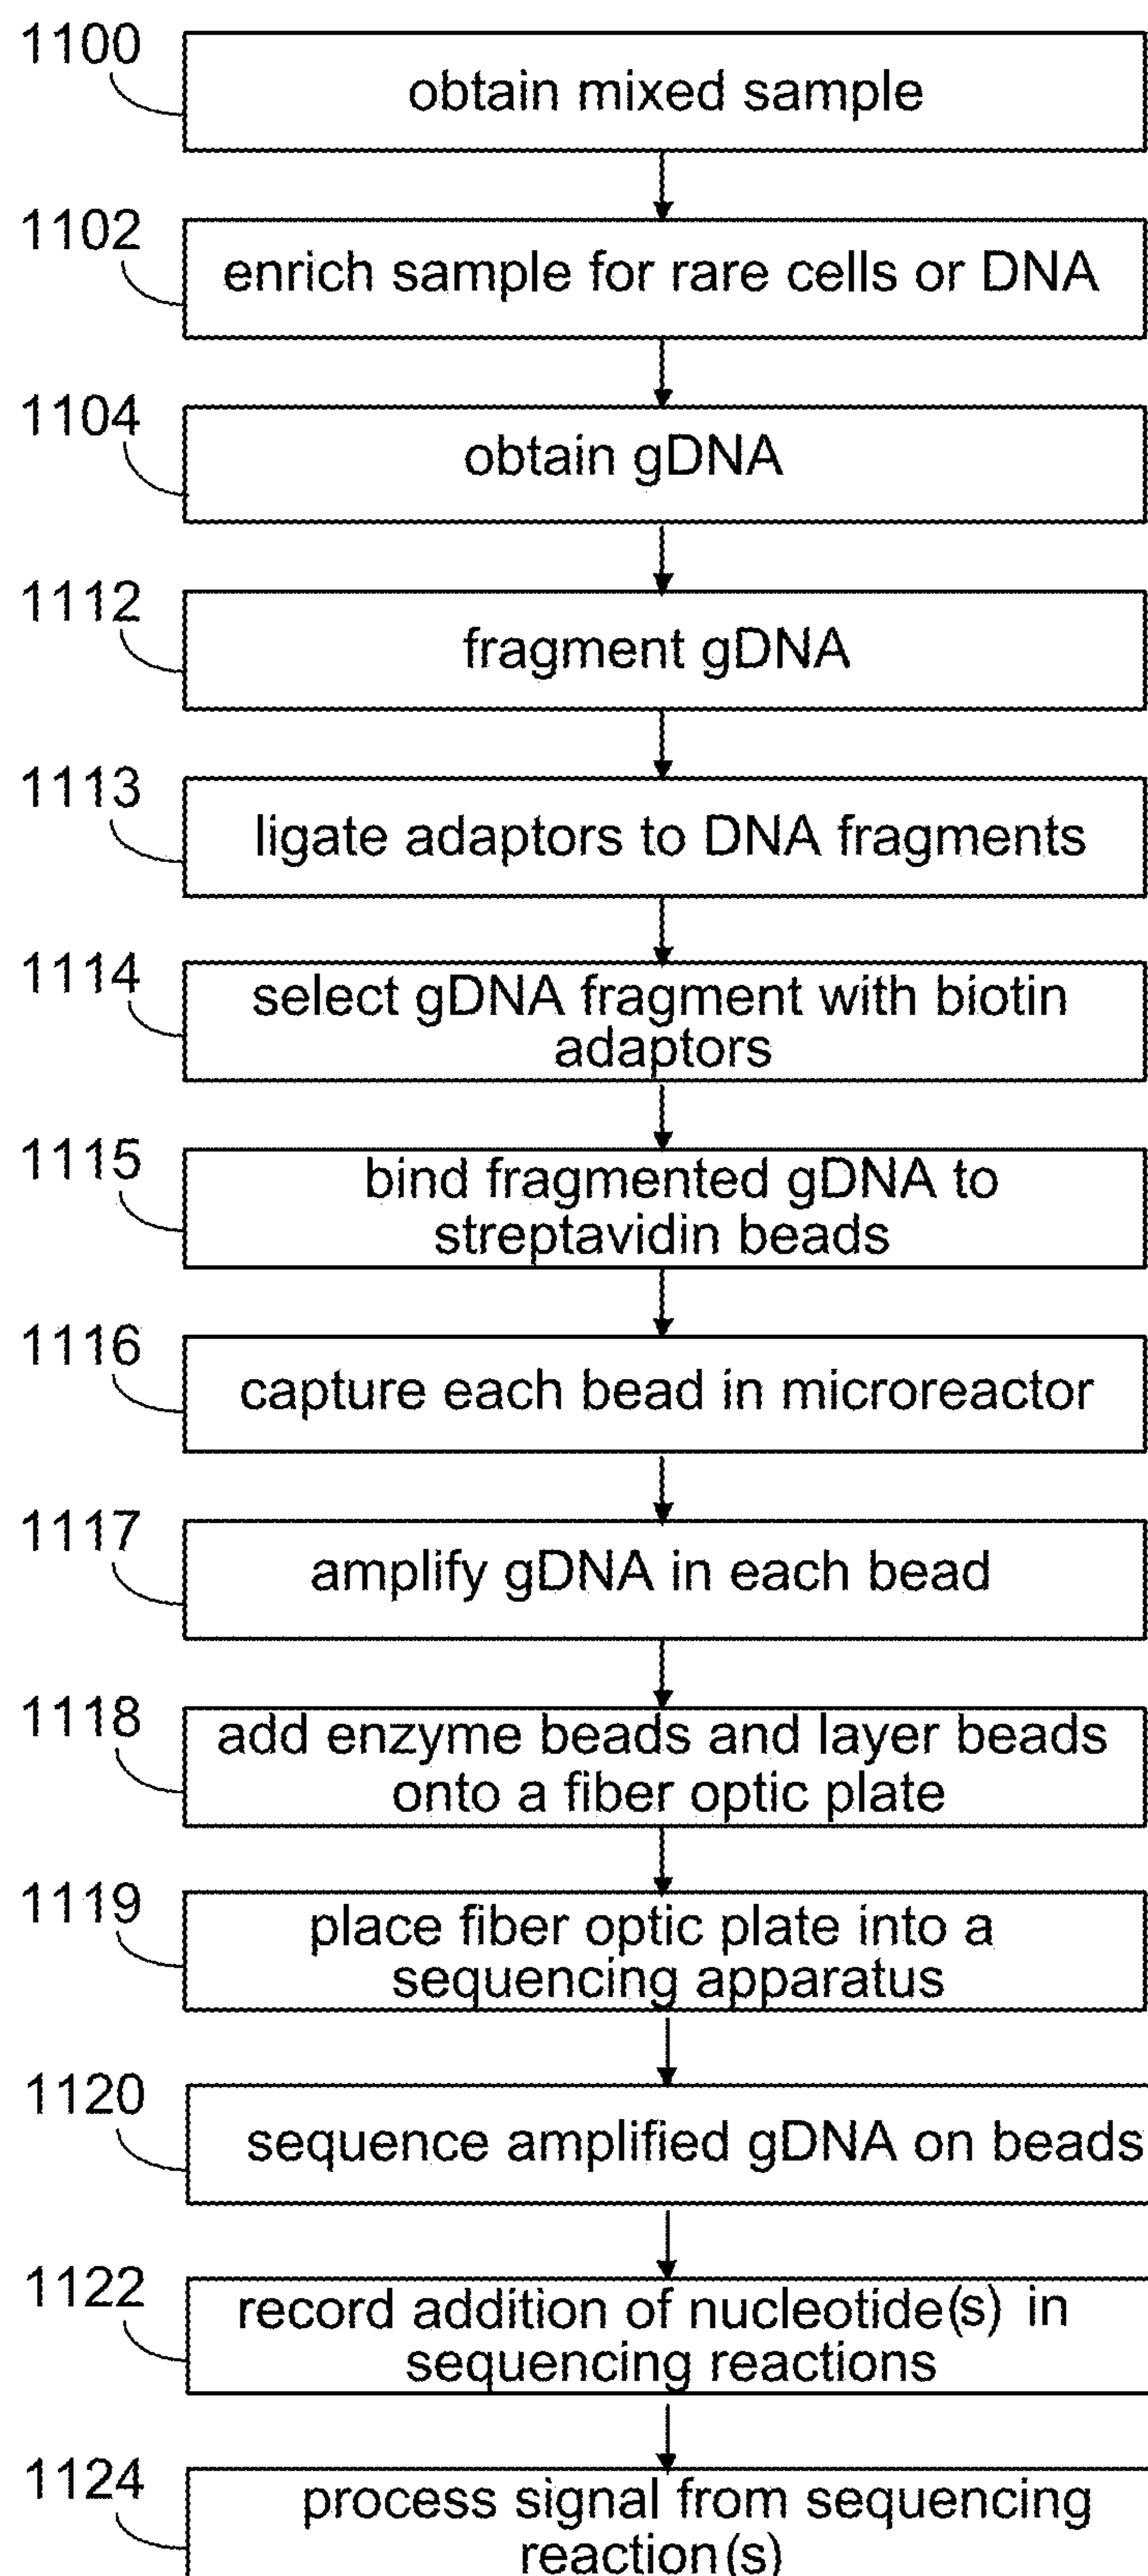 1100
obtain mixed sample
1102
enrich sample for rare cells or DNA
1104
obtain gDNA
1112
fragment gDNA
1113
ligate adaptors to DNA fragments
1114
select gDNA fragment with biotin
adaptors
1115
bind fragmented gDNA to
streptavidin beads
1116
capture each bead in microreactor
1117
amplify gDNA in each bead
1118
add enzyme beads and layer beads
onto a fiber optic plate
1119
place fiber optic plate into a
sequencing apparatus
1120
sequence amplified gDNA on beads
1122
record addition of nucleotide(s) in
sequencing reactions
1124
process signal from sequencing
reaction(s)